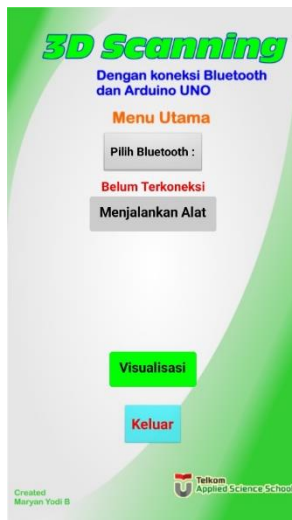 3D Scanning
Dengan koneksi Bluetooth
dan Arduino UNO
Menu Utama
Pilih Bluetooth :
Belum Terkoneksi
Menjalankan Alat
Visualisasi
Keluar
Telkom
Applied Science School
Created
Maryan Yodi B